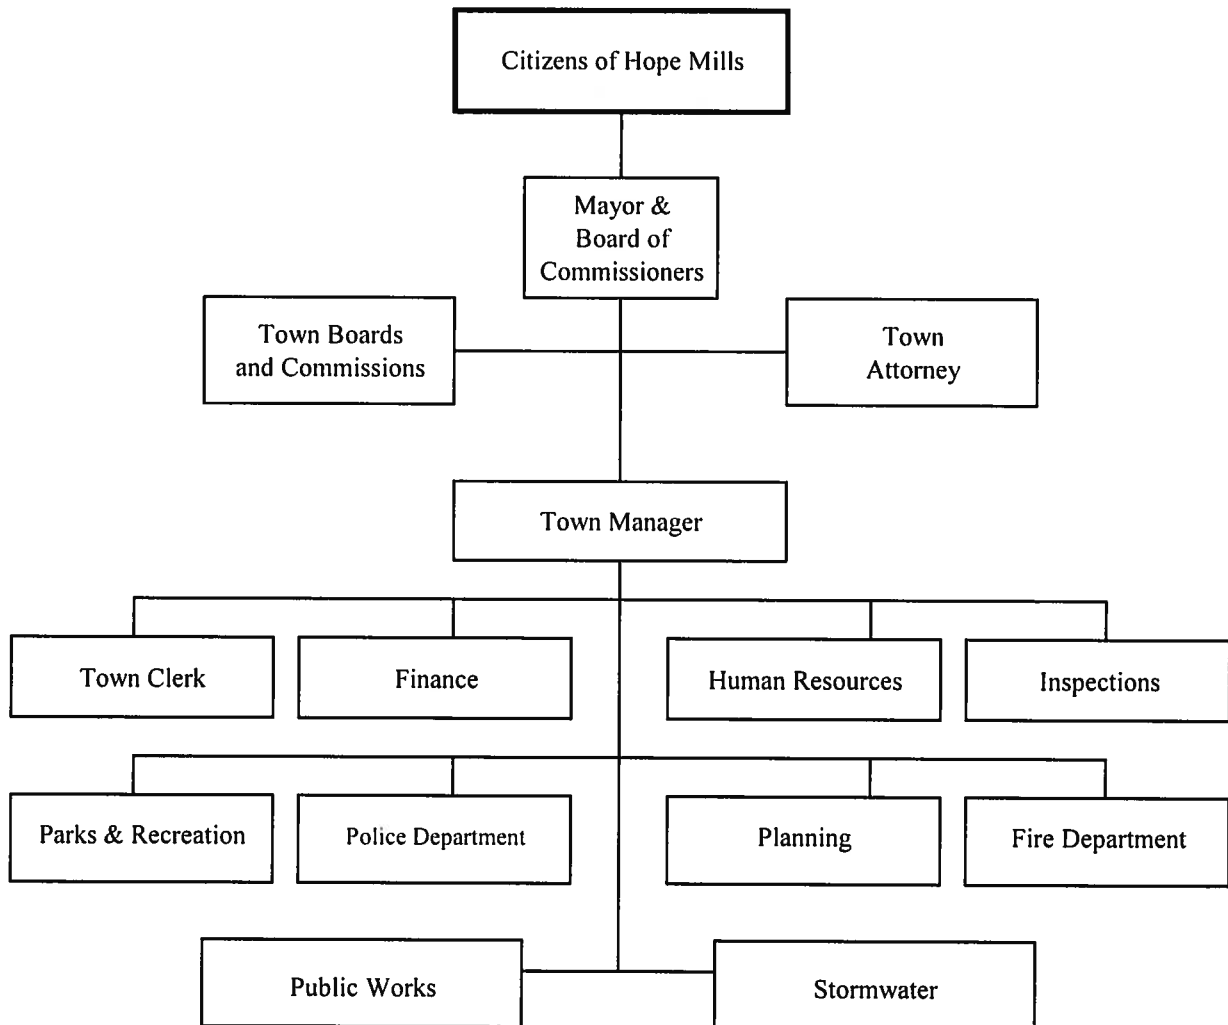 Citizens of Hope Mills
Mayor &
Board of
Commissioners
Town Boards
and Commissions
Town
Attorney
Town Manager
Town Clerk
Finance
Human Resources
Inspections
Parks & Recreation
Police Department
Planning
Fire Department
Public Works
Stormwater